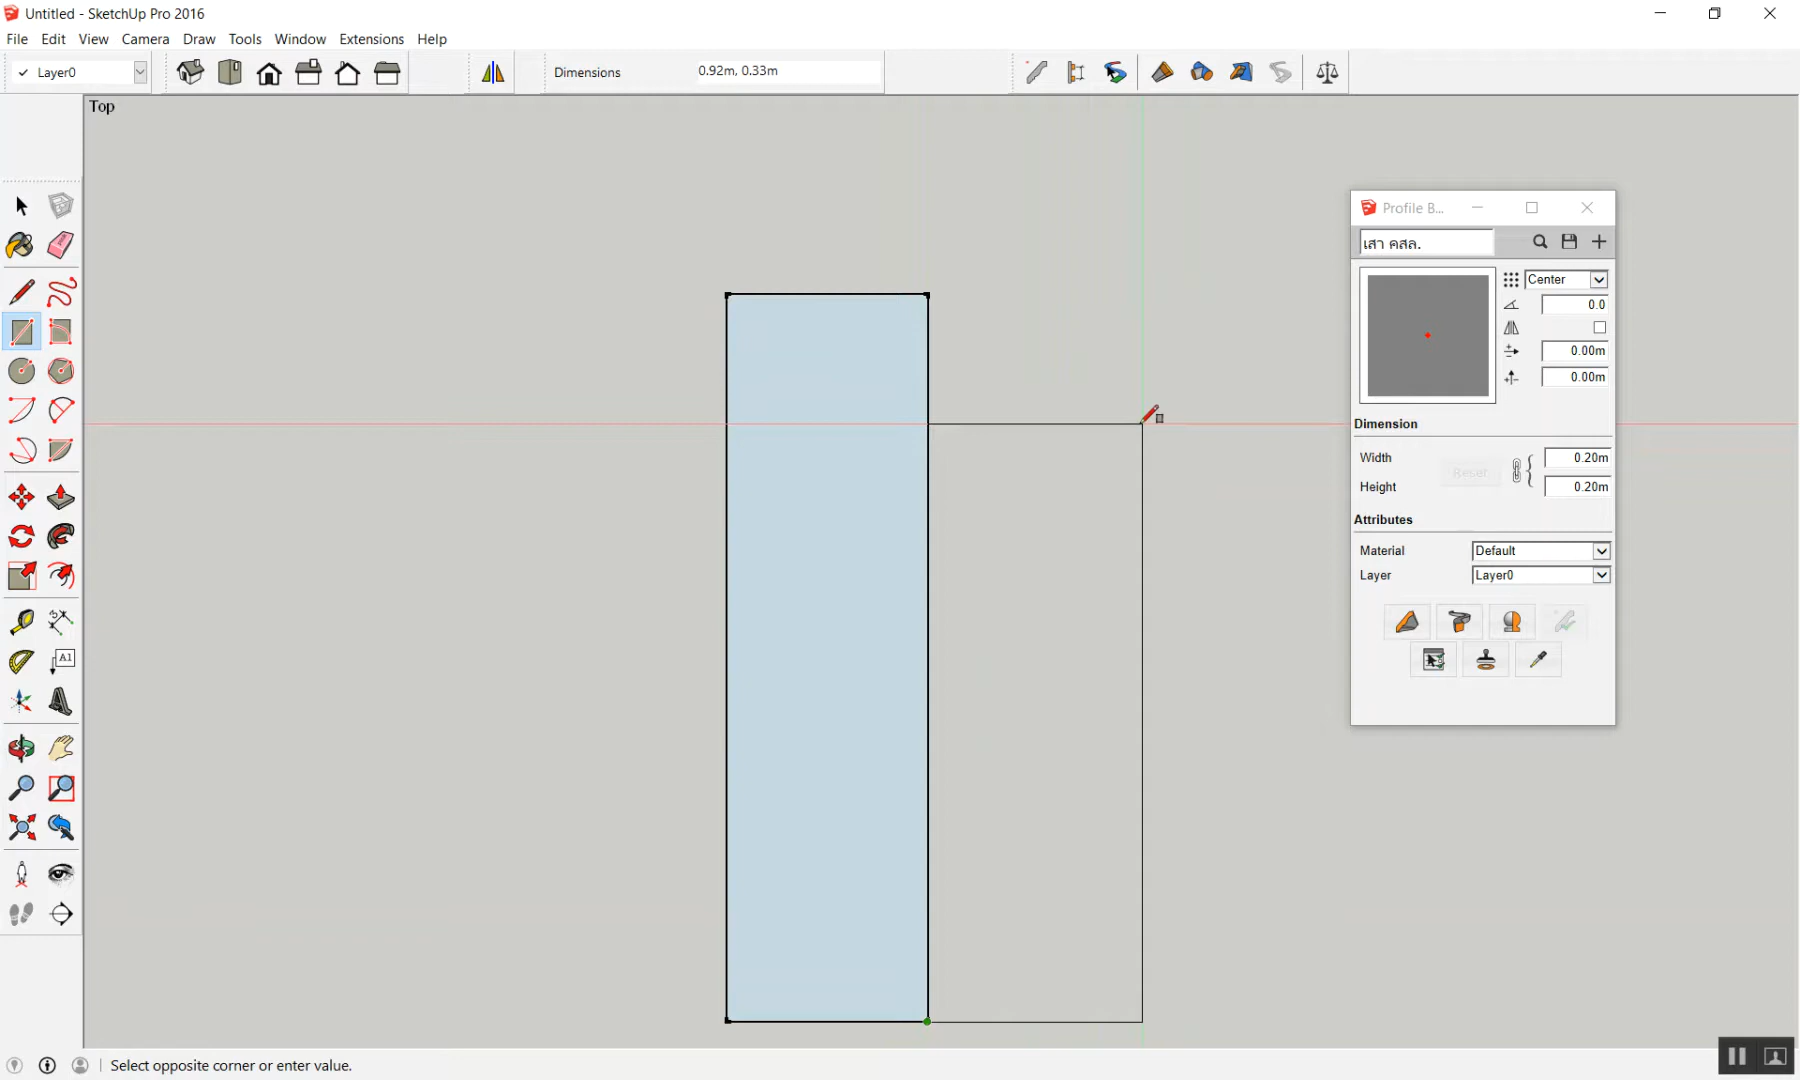 Untitled - SketchUp Pro 2016
File Edit View Camera Draw Tools Window Extensions Help
Layer0
Dimensions 0.92m, 0.33m
Top
Profile B...
เสา คสล.
Center
0.0
0.00m
0.00m
Dimension
Width 0.20m
Reset
Height 0.20m
Attributes
Material Default
Layer Layer0
A1
Select opposite corner or enter value.